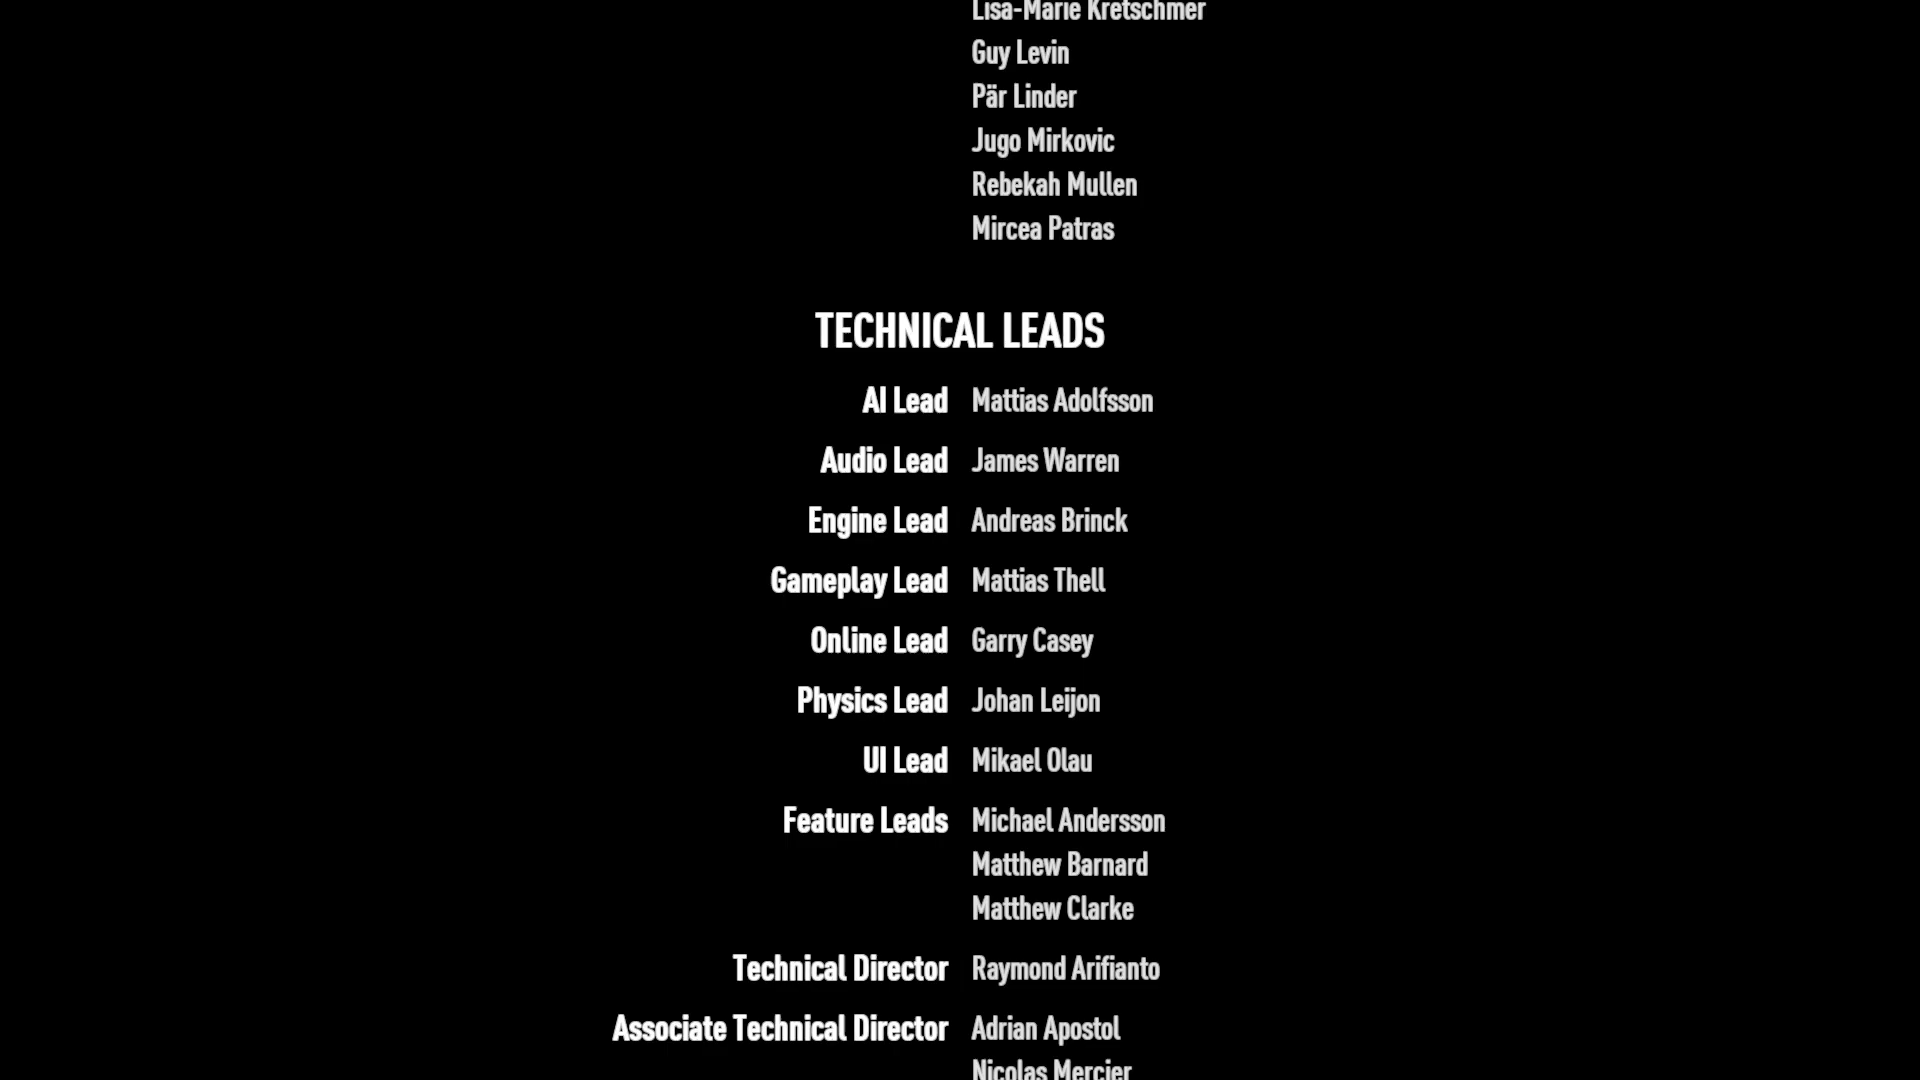 Lisa-Marie Kretschmer
Guy Levin
Pär Linder
Jugo Mirkovic
Rebekah Mullen
Mircea Patras
TECHNICAL LEADS
AI Lead Mattias Adolfsson
Audio Lead James Warren
Engine Lead Andreas Brinck
Gameplay Lead Mattias Thell
Online Lead Garry Casey
Physics Lead Johan Leijon
UI Lead Mikael Olau
Feature Leads Michael Andersson
Matthew Barnard
Matthew Clarke
Technical Director Raymond Arifianto
Associate Technical Director Adrian Apostol
Nicolas Mercier